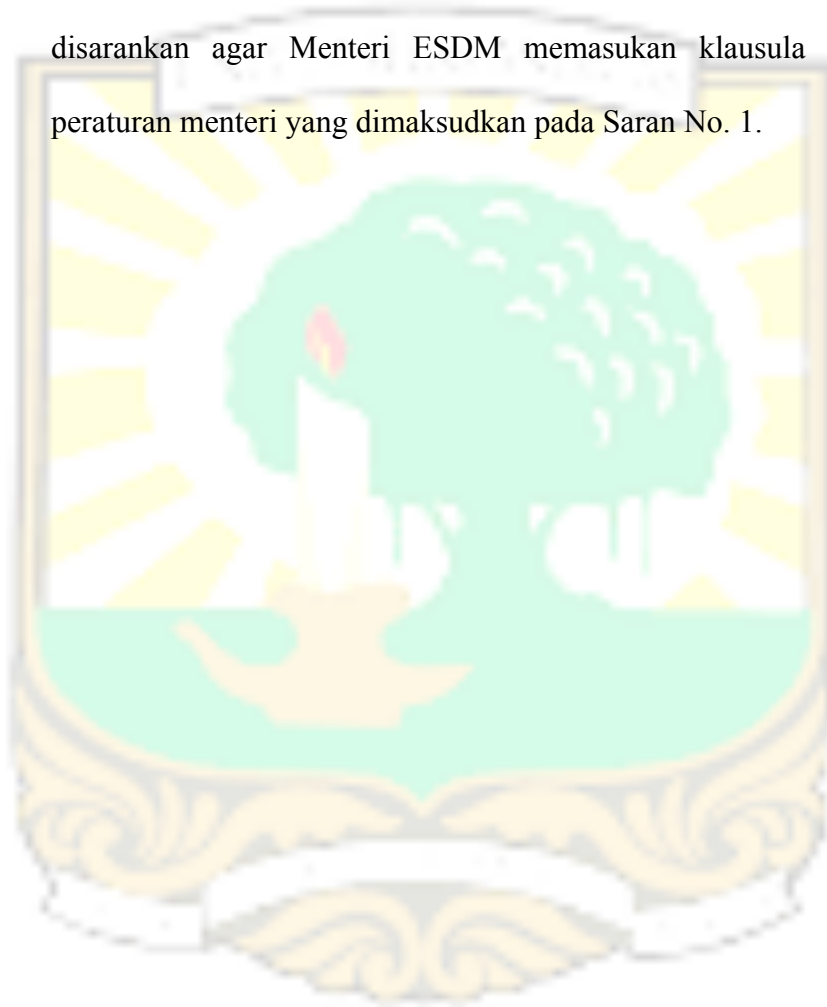 disarankan agar Menteri ESDM memasukan klausula
peraturan menteri yang dimaksudkan pada Saran No. 1.